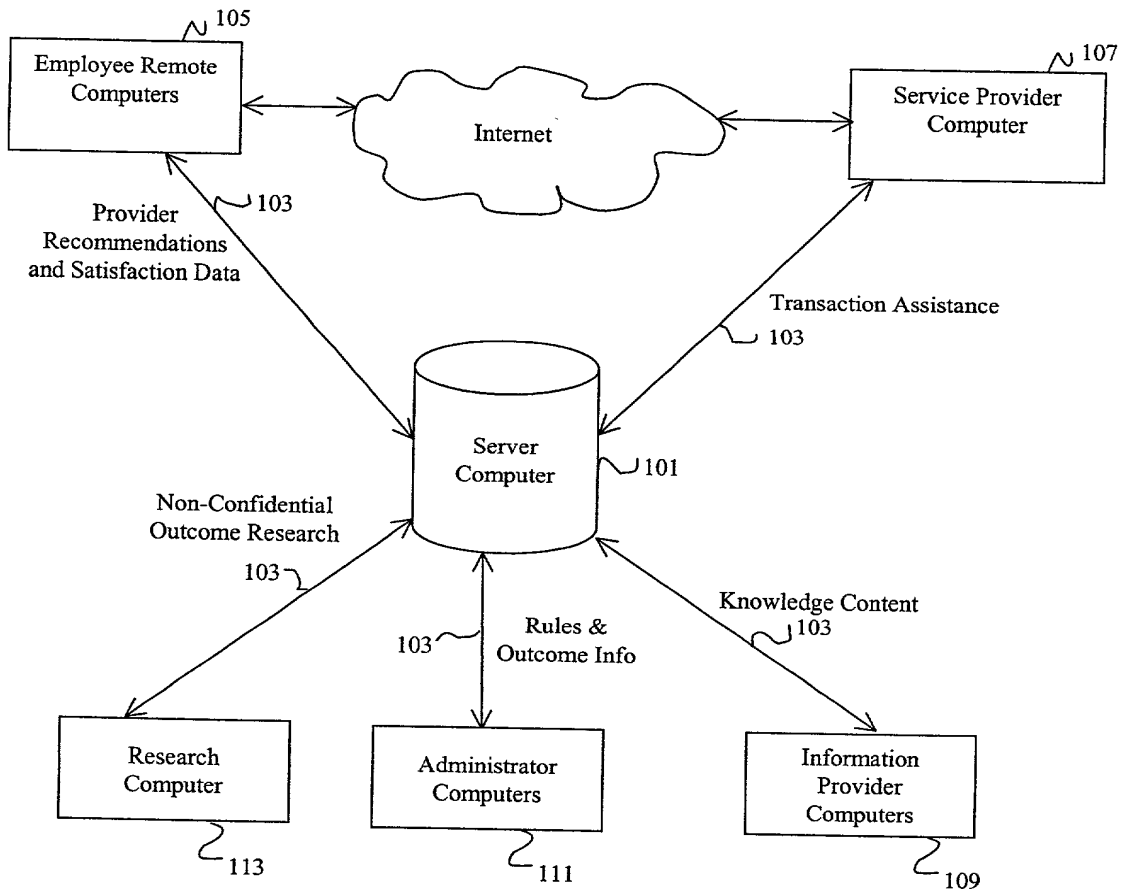 105
Employee Remote
Computers
Internet
107
Service Provider
Computer
103
Provider
Recommendations
and Satisfaction Data
Transaction Assistance
103
Server
Computer
101
Non-Confidential
Outcome Research
103
103
Rules &
Outcome Info
Knowledge Content
103
Research
Computer
113
Administrator
Computers
111
Information
Provider
Computers
109